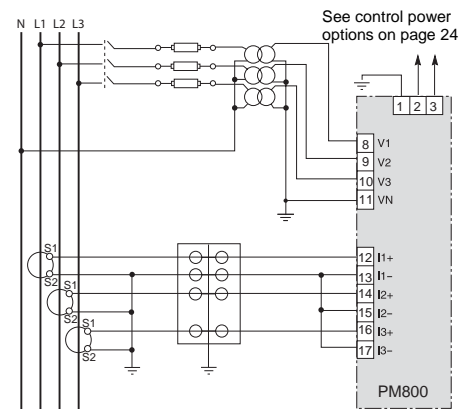 See control power
options on page 24
N L1 L2 L3
1 2 3
8 V1
9 V2
10 V3
11 VN
S1
S2
S1
S2
S1
S2
12 I1+
13 I1–
14 I2+
15 I2–
16 I3+
17 I3–
PM800